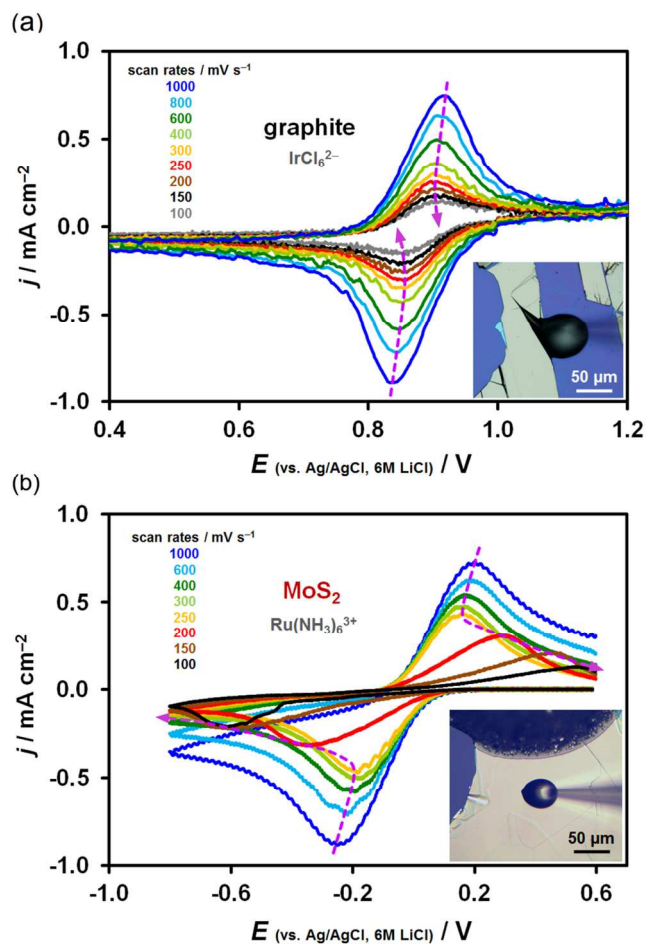 (a)
1.0
0.5
0.0
-0.5
-1.0
j / mA cm−2
scan rates / mV s−1
1000
800
600
400
300
250
200
150
100
graphite
IrCl62−
50 µm
0.4 0.6 0.8 1.0 1.2
E (vs. Ag/AgCl, 6M LiCl) / V
(b)
1.0
0.5
0.0
-0.5
-1.0
j / mA cm−2
scan rates / mV s−1
1000
600
400
300
250
200
150
100
MoS2
Ru(NH3)63+
50 µm
-1.0 -0.6 -0.2 0.2 0.6
E (vs. Ag/AgCl, 6M LiCl) / V